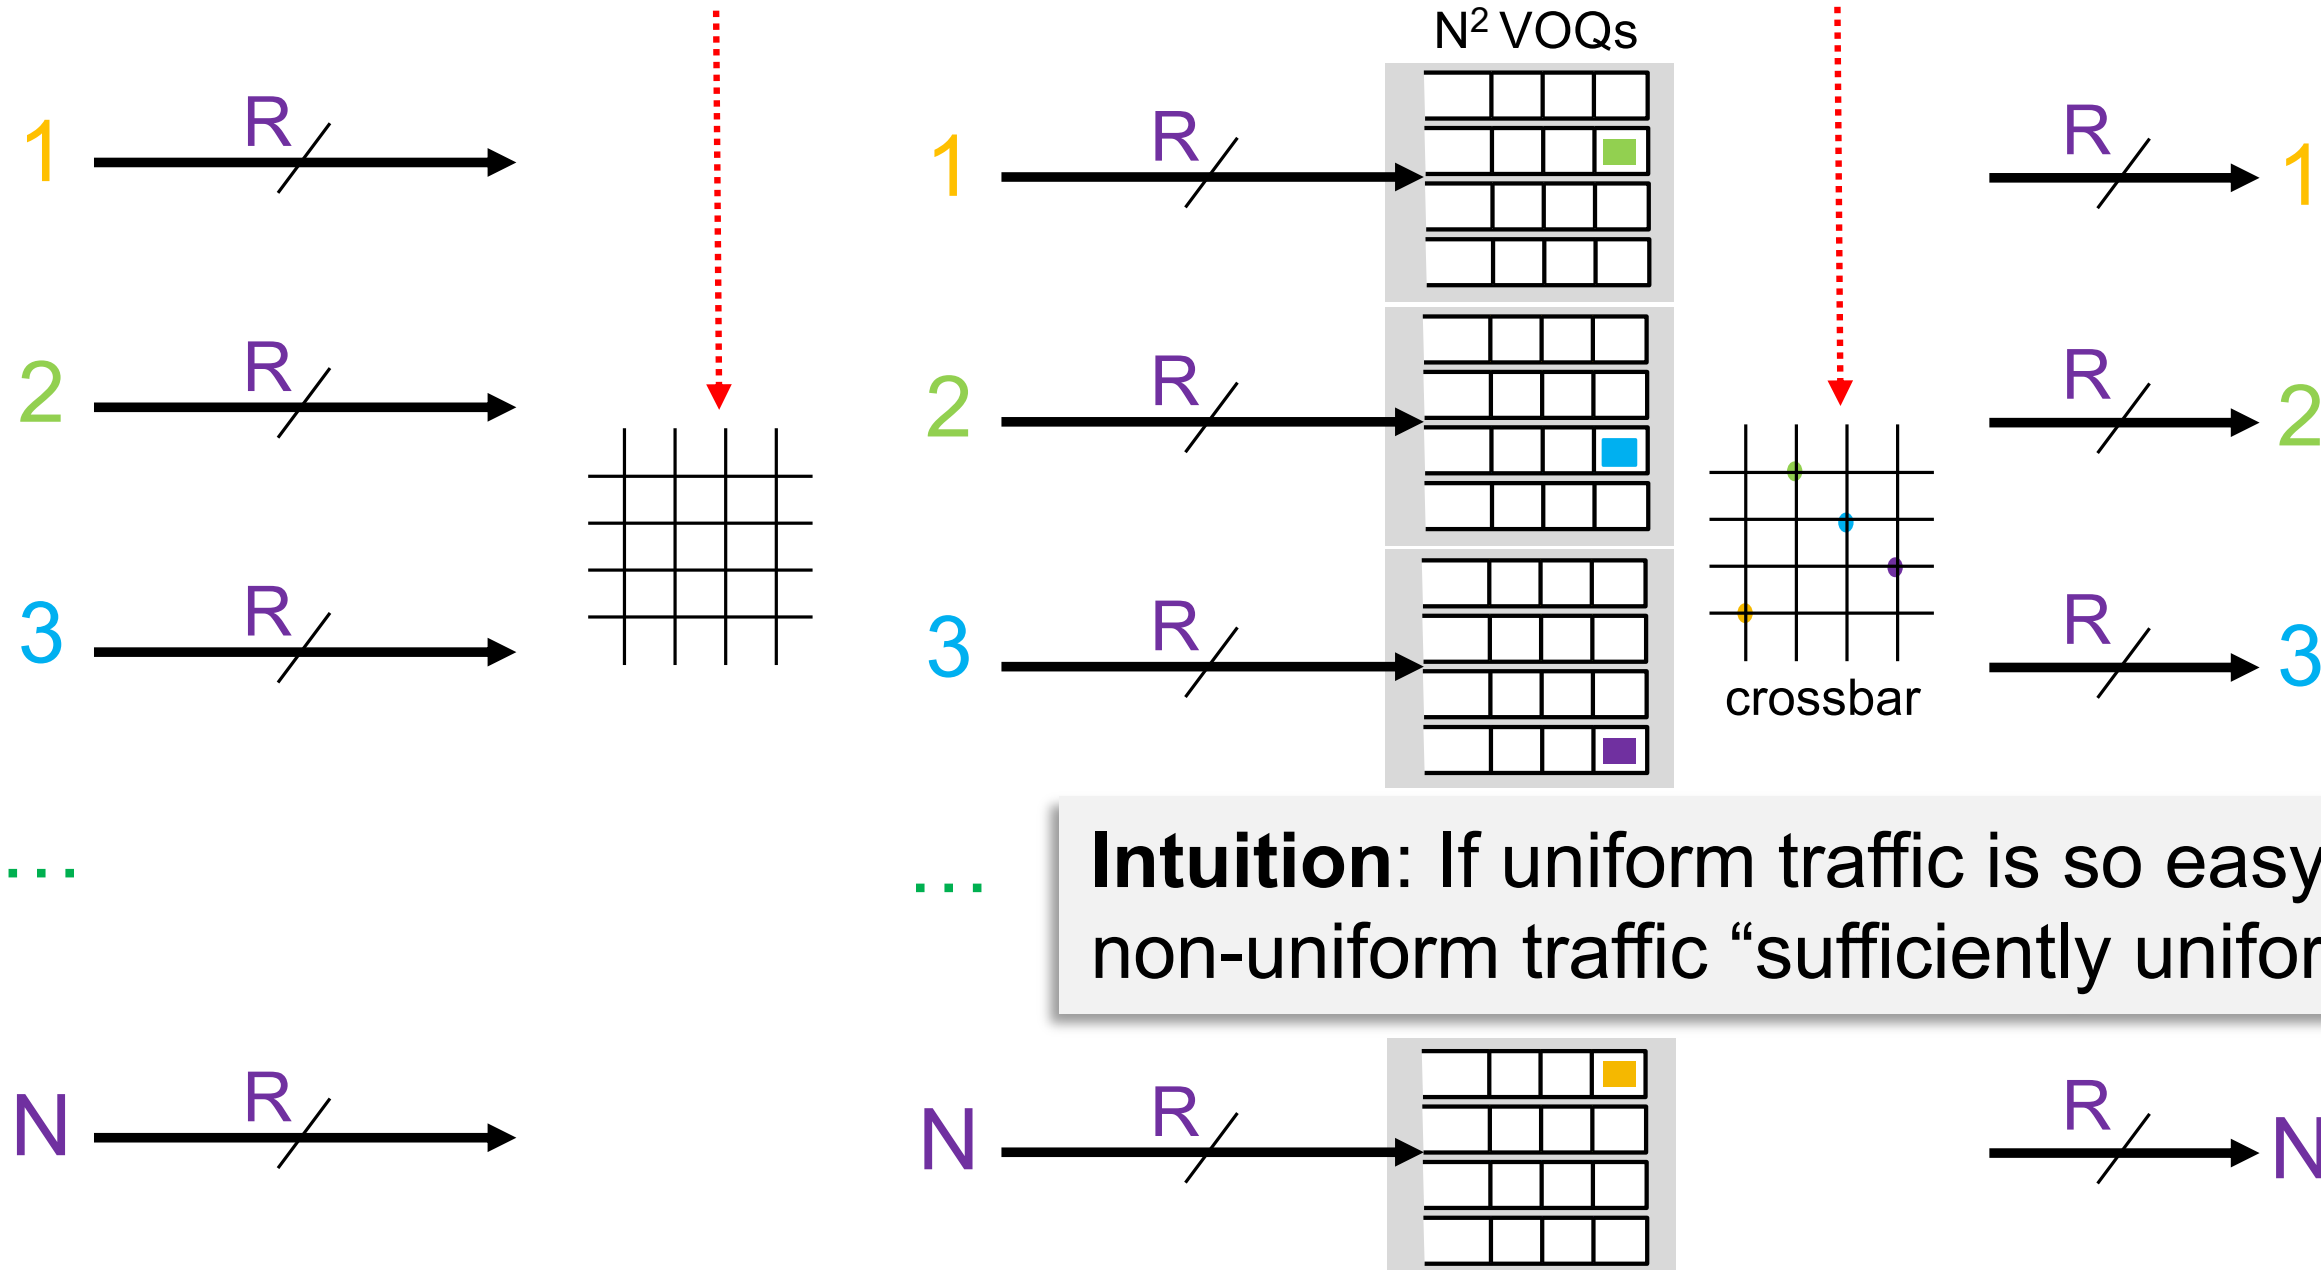 N² VOQs
1 R 1 R R 1
2 R 2 R R 2
3 R 3 R R 3
crossbar
… …
Intuition: If uniform traffic is so easy
non-uniform traffic “sufficiently
N R N R R N